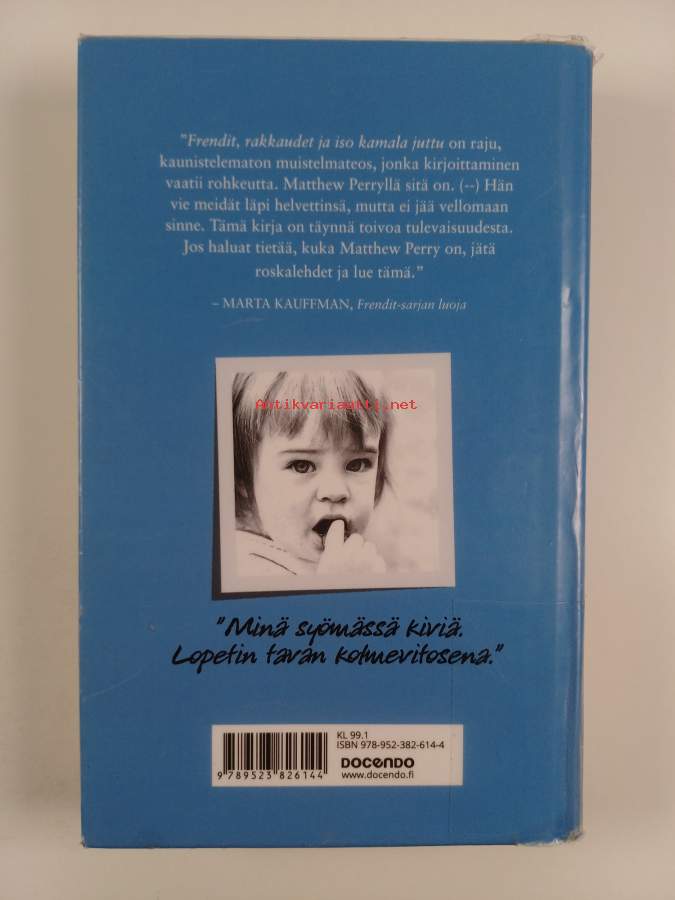 "Frendit, rakkaudet ja iso kamala juttu on raju,
kaunistelematon muistelmateos, jonka kirjoittaminen
vaatii rohkeutta. Matthew Perryllä sitä on. (--) Hän
vie meidät läpi helvettinsä, mutta ei jää vellomaan
sinne. Tämä kirja on täynnä toivoa tulevaisuudesta.
Jos haluat tietää, kuka Matthew Perry on, jätä
roskalehdet ja lue tämä."
– MARTA KAUFFMAN, Frendit-sarjan luoja
Antikvariaatti.net
"Minä syömässä kiviä.
Lopetin tavan kolmevitosena."
KL 99.1
ISBN 978-952-382-614-4
9 789523 826144
DOCENDO
www.docendo.fi